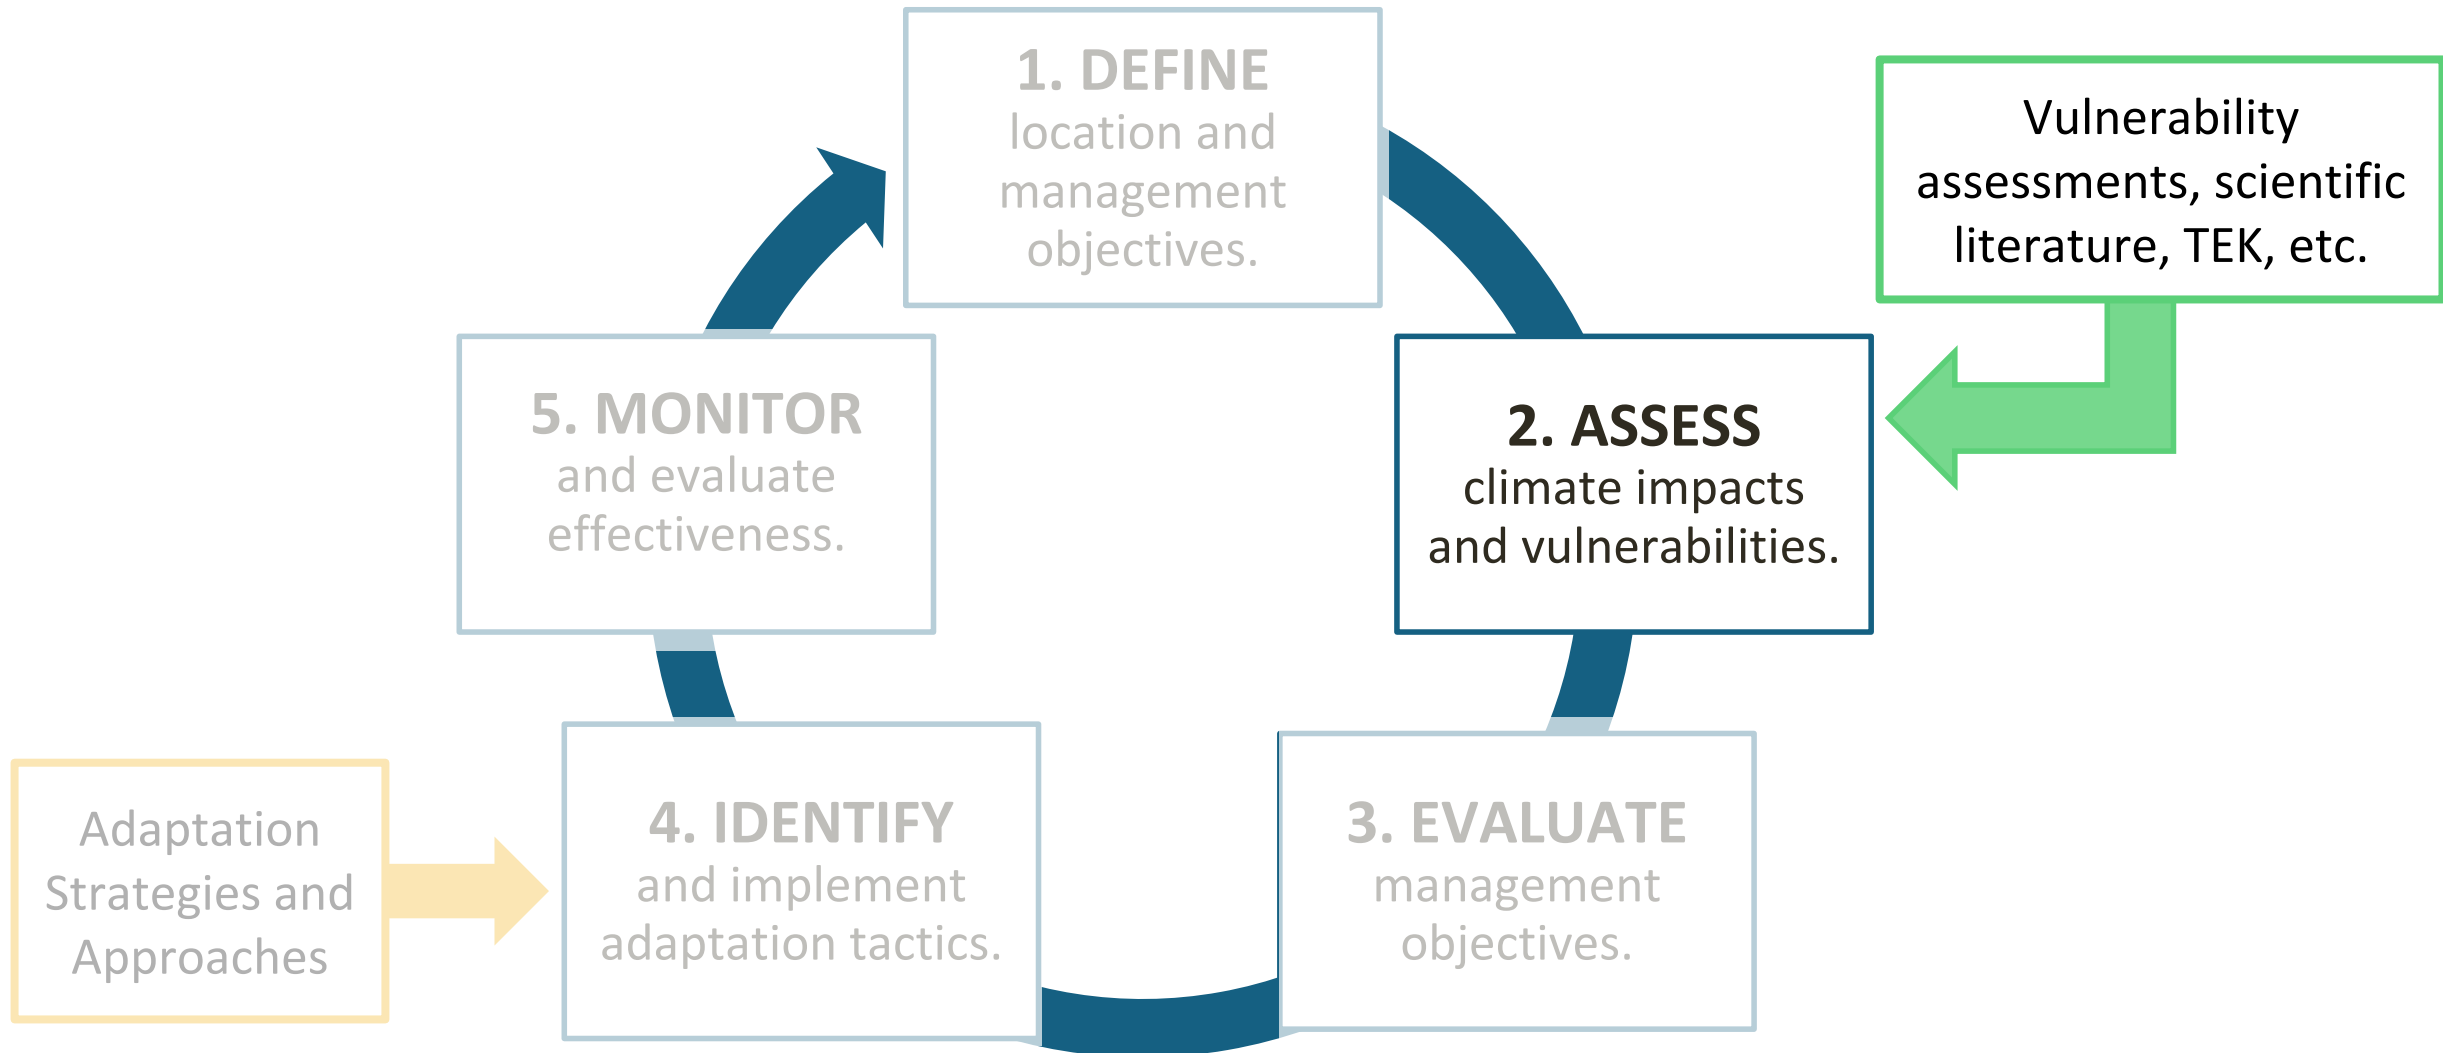 1. DEFINE
location and
management
objectives.
Vulnerability
assessments, scientific
literature, TEK, etc.
2. ASSESS
climate impacts
and vulnerabilities.
3. EVALUATE
management
objectives.
4. IDENTIFY
and implement
adaptation tactics.
Adaptation
Strategies and
Approaches
5. MONITOR
and evaluate
effectiveness.